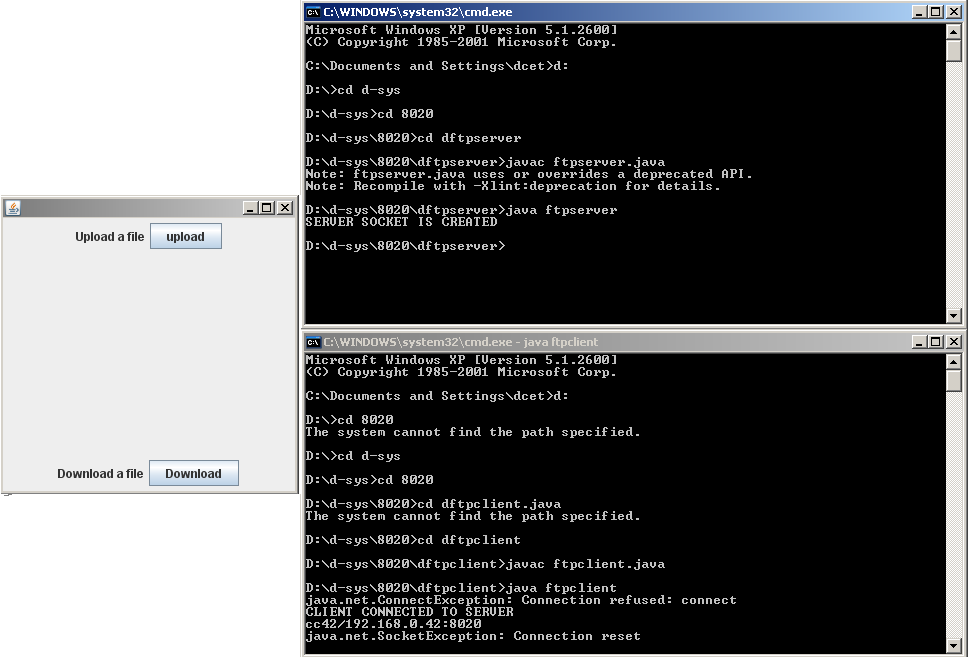 Upload a file upload
Download a file Download
C:\WINDOWS\system32\cmd.exe
Microsoft Windows XP [Version 5.1.2600]
(C) Copyright 1985-2001 Microsoft Corp.
C:\Documents and Settings\dcet>d:
D:\>cd d-sys
D:\d-sys>cd 8020
D:\d-sys\8020>cd dftpserver
D:\d-sys\8020\dftpserver>javac ftpserver.java
Note: ftpserver.java uses or overrides a deprecated API.
Note: Recompile with -Xlint:deprecation for details.
D:\d-sys\8020\dftpserver>java ftpserver
SERVER SOCKET IS CREATED
D:\d-sys\8020\dftpserver>
C:\WINDOWS\system32\cmd.exe - java ftpclient
Microsoft Windows XP [Version 5.1.2600]
(C) Copyright 1985-2001 Microsoft Corp.
C:\Documents and Settings\dcet>d:
D:\>cd 8020
The system cannot find the path specified.
D:\>cd d-sys
D:\d-sys>cd 8020
D:\d-sys\8020>cd dftpclient.java
The system cannot find the path specified.
D:\d-sys\8020>cd dftpclient
D:\d-sys\8020\dftpclient>javac ftpclient.java
D:\d-sys\8020\dftpclient>java ftpclient
java.net.ConnectException: Connection refused: connect
CLIENT CONNECTED TO SERVER
cc42/192.168.0.42:8020
java.net.SocketException: Connection reset